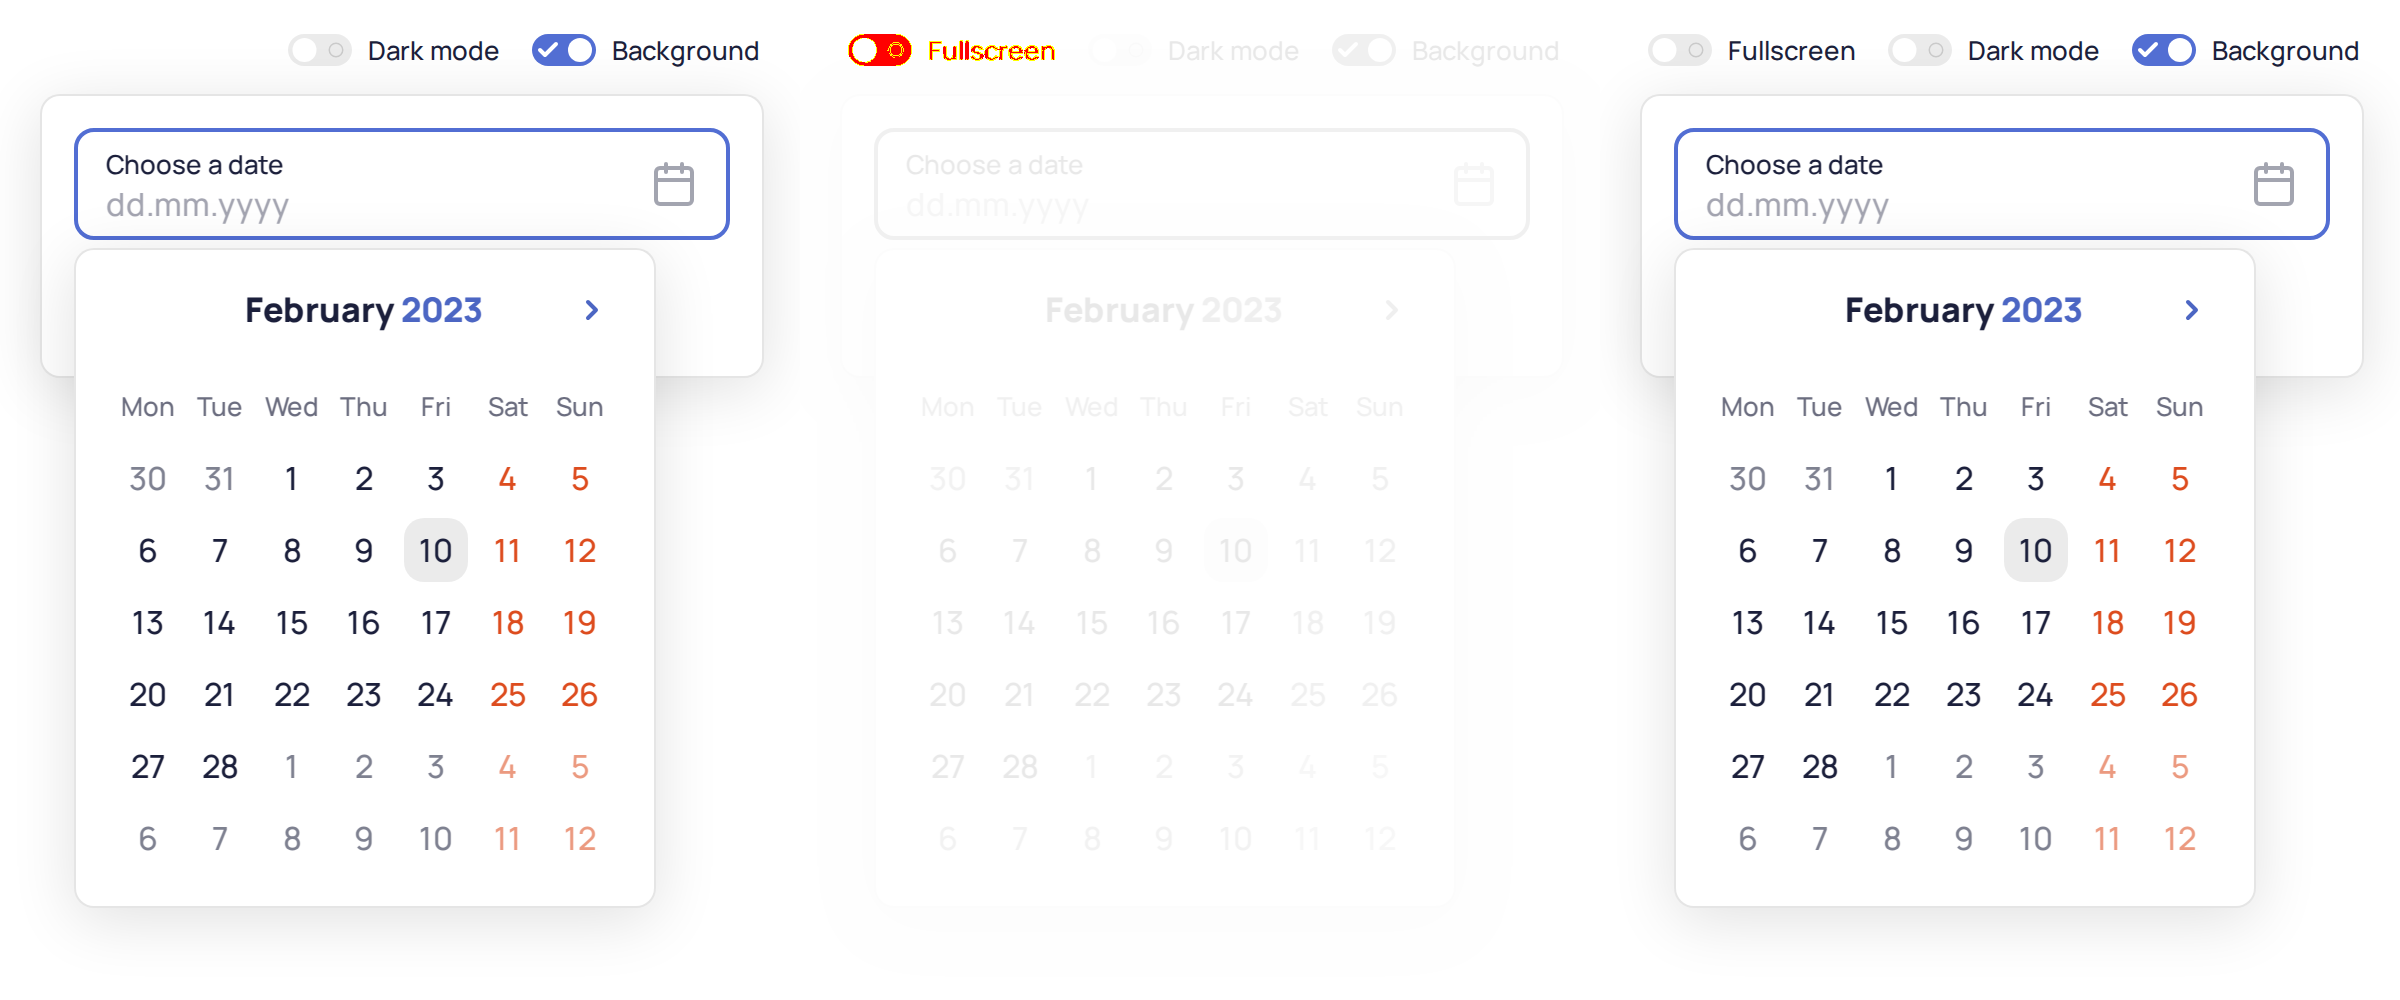 Dark mode Background
Choose a date
dd.mm.yyyy
February 2023
Mon Tue Wed Thu Fri Sat Sun
30 31 1 2 3 4 5
6 7 8 9 10 11 12
13 14 15 16 17 18 19
20 21 22 23 24 25 26
27 28 1 2 3 4 5
6 7 8 9 10 11 12
Fullscreen Dark mode Background
Choose a date
dd.mm.yyyy
February 2023
Mon Tue Wed Thu Fri Sat Sun
30 31 1 2 3 4 5
6 7 8 9 10 11 12
13 14 15 16 17 18 19
20 21 22 23 24 25 26
27 28 1 2 3 4 5
6 7 8 9 10 11 12
Fullscreen Dark mode Background
Choose a date
dd.mm.yyyy
February 2023
Mon Tue Wed Thu Fri Sat Sun
30 31 1 2 3 4 5
6 7 8 9 10 11 12
13 14 15 16 17 18 19
20 21 22 23 24 25 26
27 28 1 2 3 4 5
6 7 8 9 10 11 12